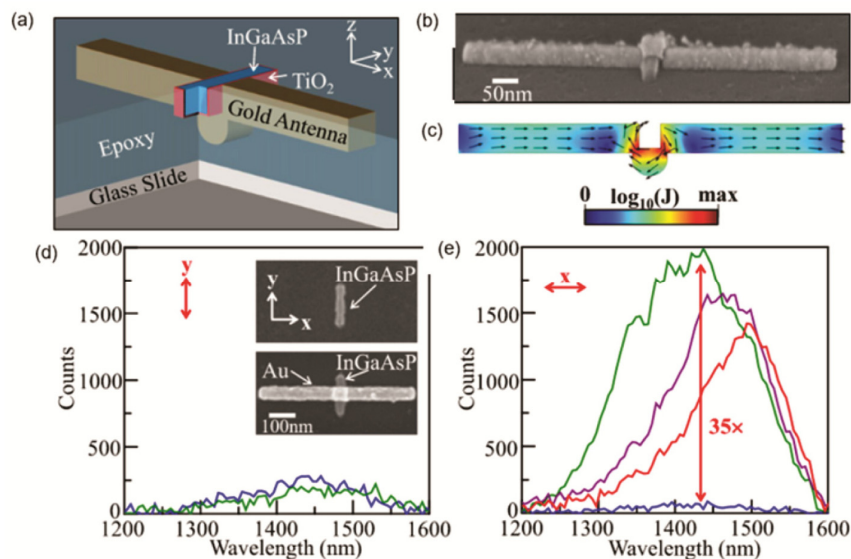 (a)
InGaAsP
TiO2
Gold Antenna
Epoxy
Glass Slide
z
y
x
(b)
50nm
(c)
0 log10(J) max
(d)
y
y
x
InGaAsP
Au
InGaAsP
100nm
2000
1500
1000
500
0
Counts
1200 1300 1400 1500 1600
Wavelength (nm)
(e)
x
35×
2000
1500
1000
500
0
Counts
1200 1300 1400 1500 1600
Wavelength (nm)